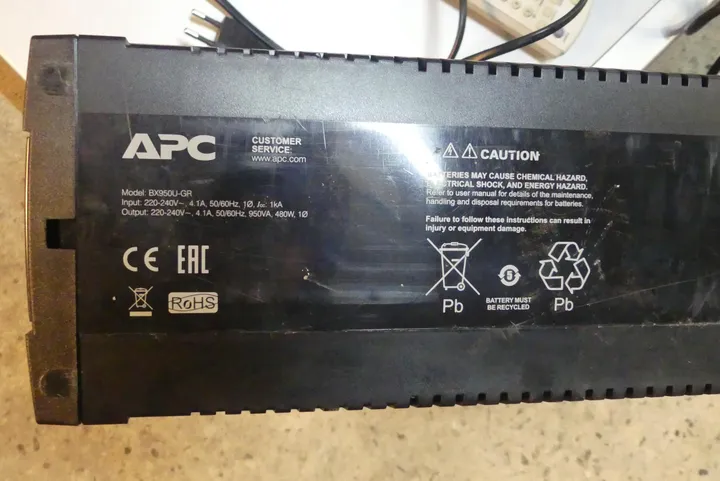 APC
CUSTOMER
SERVICE:
www.apc.com
Model: BX950U-GR
Input: 220-240V~, 4.1A, 50/60Hz, 1Ø, 1kA
Output: 220-240V~, 4.1A, 50/60Hz, 950VA, 480W, 1Ø
CE EAC
RoHS
CAUTION
BATTERIES MAY CAUSE CHEMICAL HAZARD,
ELECTRICAL SHOCK, AND ENERGY HAZARD.
Refer to user manual for details of the maintenance,
handling and disposal requirements for batteries.
Failure to follow these instructions can result in
injury or equipment damage.
Pb
BATTERY MUST
BE RECYCLED
Pb